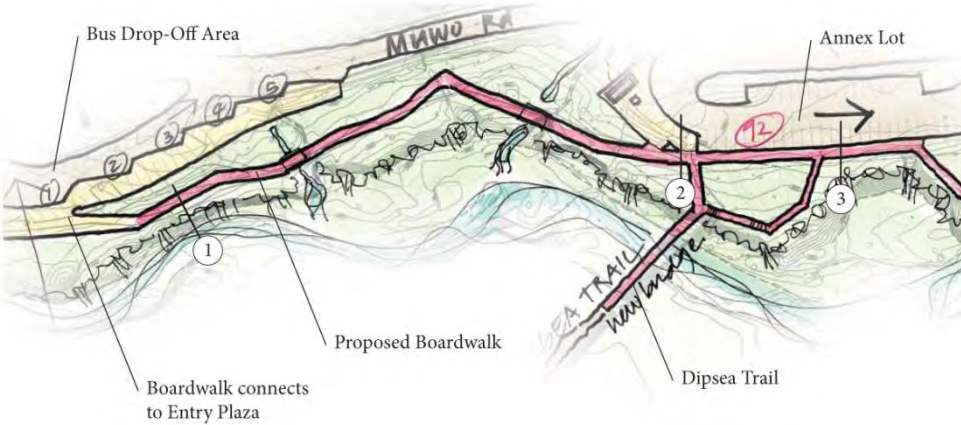 Bus Drop-Off Area
MUWO Rd
Annex Lot
1
2
3
4
5
92
1
2
3
SEA TRAIL
new bridge
Proposed Boardwalk
Dipsea Trail
Boardwalk connects
to Entry Plaza